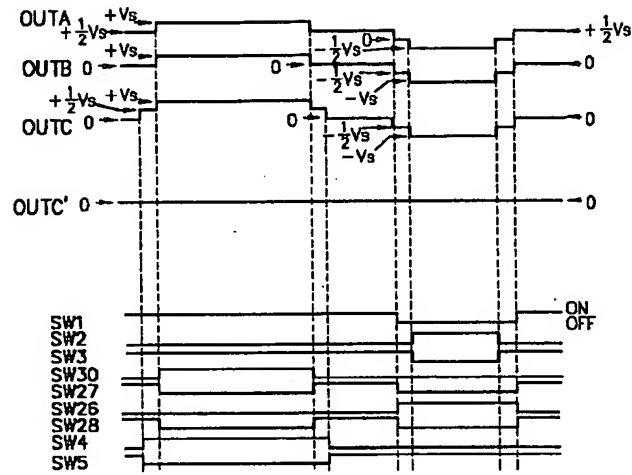 OUTA +Vs
+1/2Vs
0
-1/2Vs
+1/2Vs
OUTB 0
+Vs
0
-1/2Vs
-Vs
0
+1/2Vs +Vs
OUTC 0
0
-1/2Vs
-Vs
0
OUTC' 0
0
SW1
ON
OFF
SW2
SW3
SW30
SW27
SW26
SW28
SW4
SW5